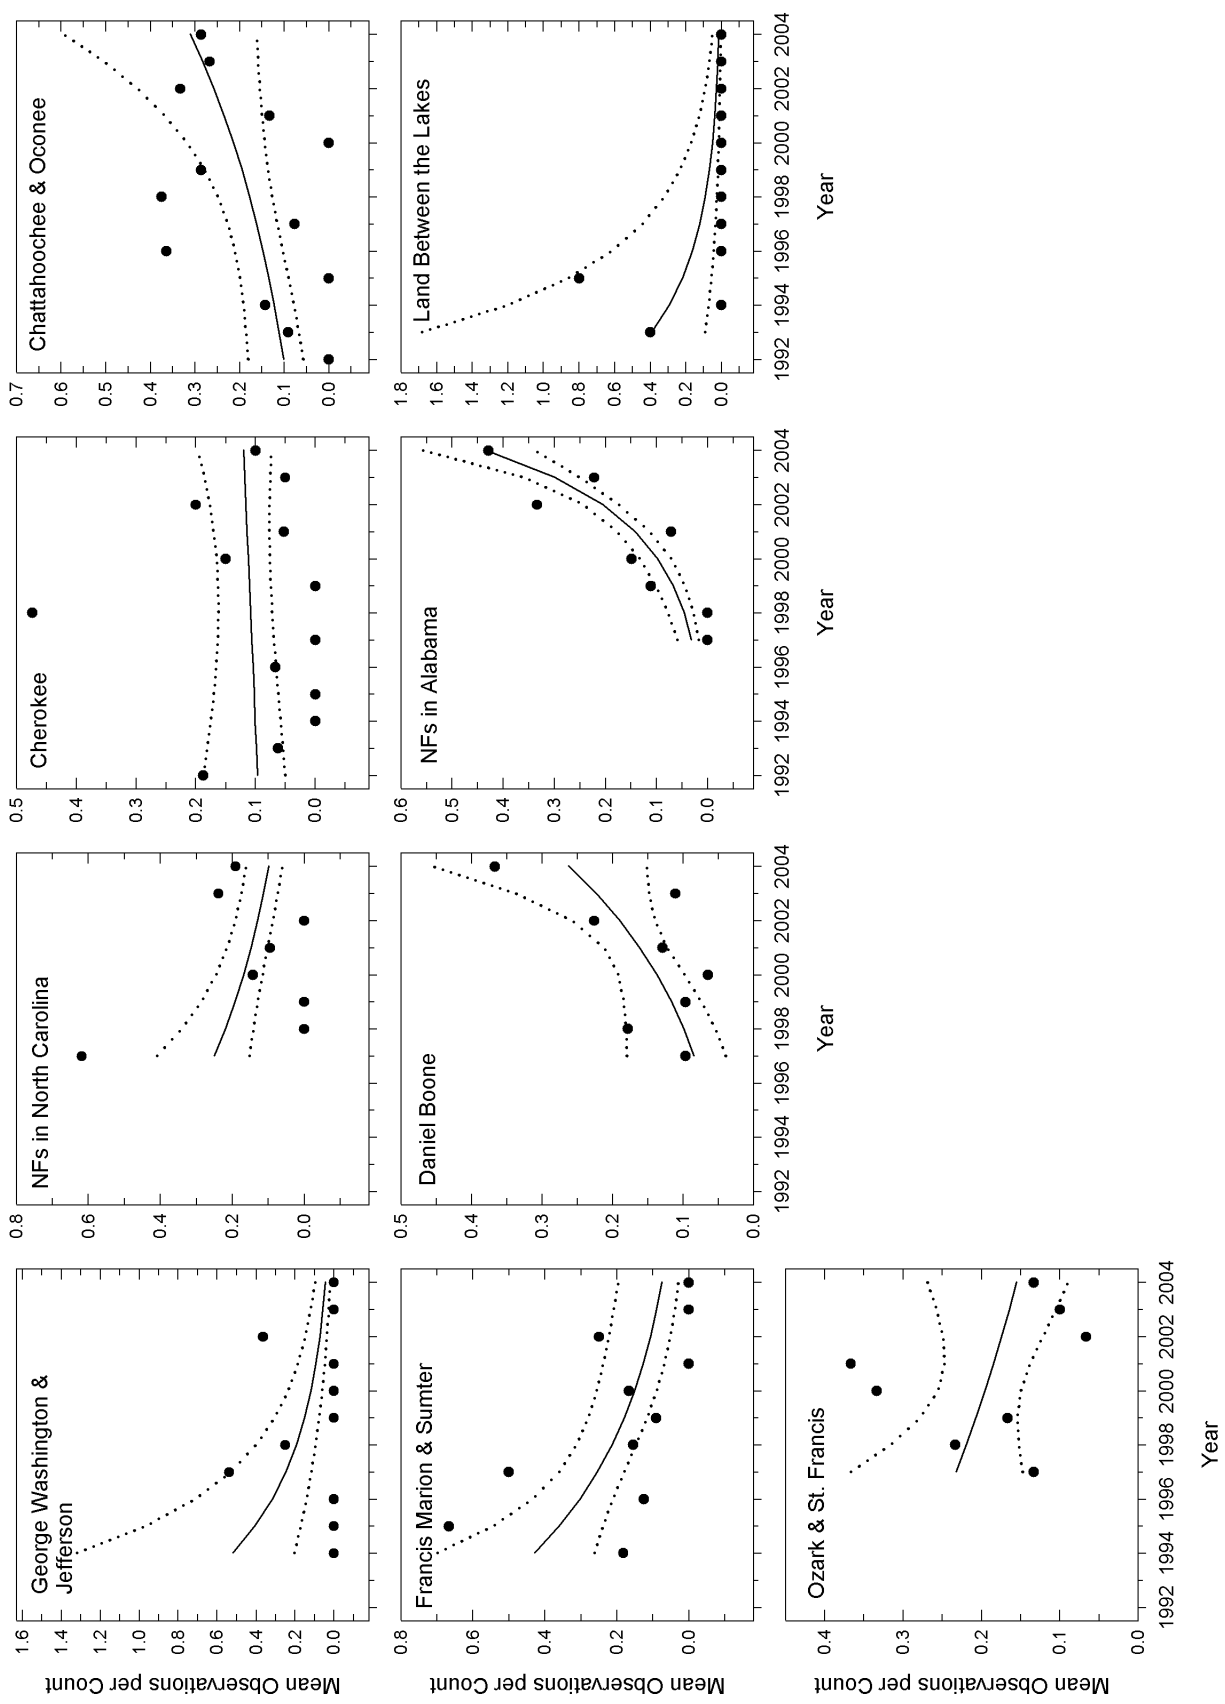 Mean Observations per Count
George Washington &
Jefferson
1.6
1.4
1.2
1.0
0.8
0.6
0.4
0.2
0.0
NFs in North Carolina
0.8
0.6
0.4
0.2
0.0
Cherokee
0.5
0.4
0.3
0.2
0.1
0.0
Chattahoochee & Oconee
0.7
0.6
0.5
0.4
0.3
0.2
0.1
0.0
Mean Observations per Count
Francis Marion & Sumter
0.8
0.6
0.4
0.2
0.0
Daniel Boone
0.5
0.4
0.3
0.2
0.1
0.0
1992 1994 1996 1998 2000 2002 2004
Year
NFs in Alabama
0.6
0.5
0.4
0.3
0.2
0.1
0.0
1992 1994 1996 1998 2000 2002 2004
Year
Land Between the Lakes
1.8
1.6
1.4
1.2
1.0
0.8
0.6
0.4
0.2
0.0
1992 1994 1996 1998 2000 2002 2004
Year
Mean Observations per Count
Ozark & St. Francis
0.4
0.3
0.2
0.1
0.0
1992 1994 1996 1998 2000 2002 2004
Year